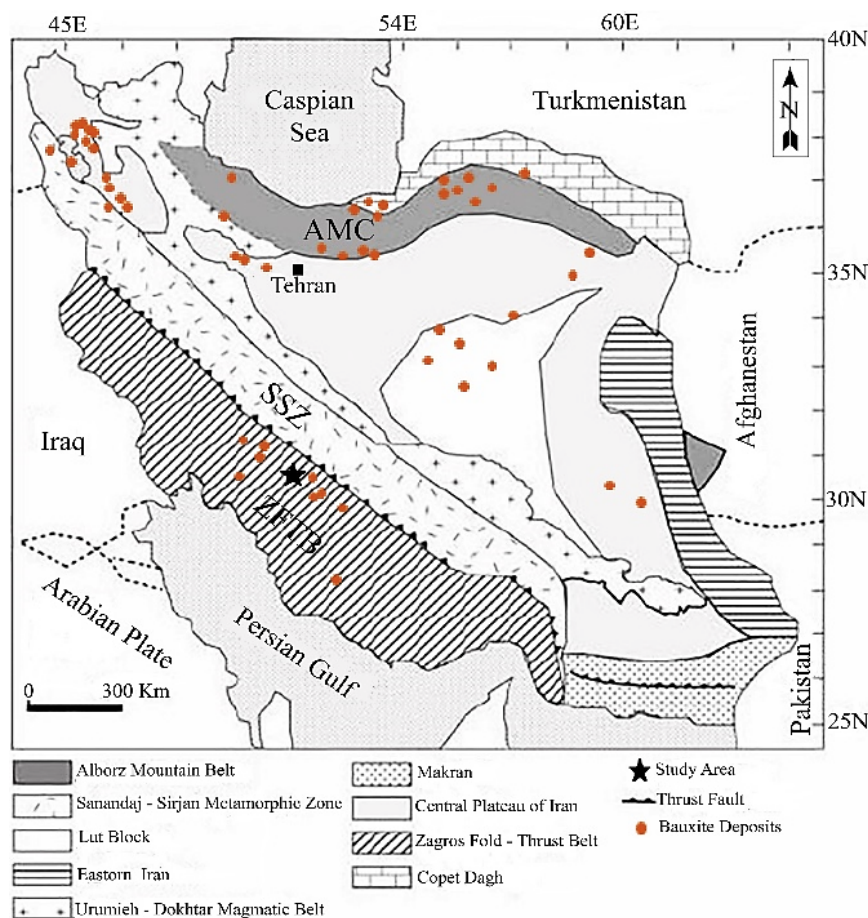 45E 54E 60E
40N
Caspian
Sea
Turkmenistan
N
AMC
35N
Tehran
SSZ
Afghanestan
Iraq
30N
ZFTB
Arabian Plate
Persian Gulf
Pakistan
0 300 Km
25N
Alborz Mountain Belt
Sanandaj - Sirjan Metamorphic Zone
Lut Block
Eastorn Iran
Urumieh - Dokhtar Magmatic Belt
Makran
Central Plateau of Iran
Zagros Fold - Thrust Belt
Copet Dagh
Study Area
Thrust Fault
Bauxite Deposits